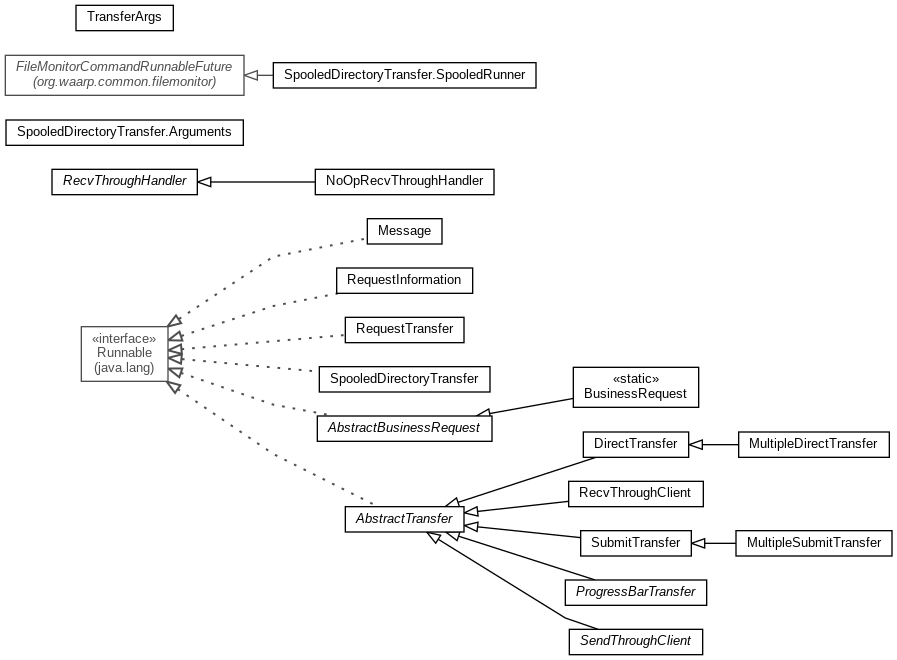 TransferArgs
FileMonitorCommandRunnableFuture
(org.waarp.common.filemonitor)
SpooledDirectoryTransfer.SpooledRunner
SpooledDirectoryTransfer.Arguments
RecvThroughHandler
NoOpRecvThroughHandler
Message
RequestInformation
«interface»
Runnable
(java.lang)
RequestTransfer
SpooledDirectoryTransfer
«static»
BusinessRequest
AbstractBusinessRequest
DirectTransfer
MultipleDirectTransfer
RecvThroughClient
AbstractTransfer
SubmitTransfer
MultipleSubmitTransfer
ProgressBarTransfer
SendThroughClient